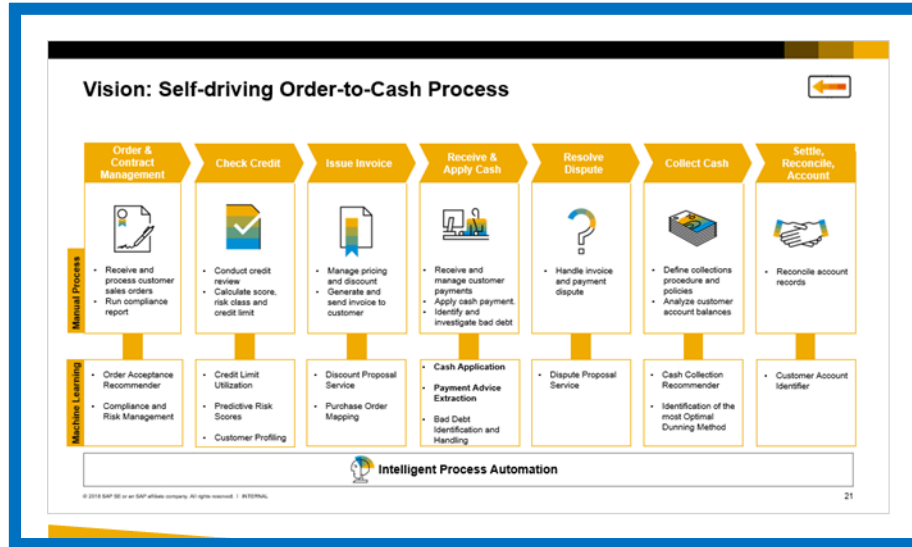 Vision: Self-driving Order-to-Cash Process
Order &
Contract
Management
Check Credit
Issue Invoice
Receive &
Apply Cash
Resolve
Dispute
Collect Cash
Settle,
Reconcile,
Account
Manual Process
• Receive and
process customer
sales orders
• Run compliance
report
• Conduct credit
review
• Calculate score,
risk class and
credit limit
• Manage pricing
and discount
• Generate and
send invoice to
customer
• Receive and
manage customer
payments
• Apply cash payment.
• Identify and
investigate bad debt
• Handle invoice
and payment
dispute
• Define collections
procedure and
policies
• Analyze customer
account balances
• Reconcile account
records
Machine Learning
• Order Acceptance
Recommender
• Compliance and
Risk Management
• Credit Limit
Utilization
• Predictive Risk
Scores
• Customer Profiling
• Discount Proposal
Service
• Purchase Order
Mapping
• Cash Application
• Payment Advice
Extraction
• Bad Debt
Identification and
Handling
• Dispute Proposal
Service
• Cash Collection
Recommender
• Identification of the
most Optimal
Dunning Method
• Customer Account
Identifier
Intelligent Process Automation
© 2018 SAP SE or an SAP affiliate company. All rights reserved. | INTERNAL
21